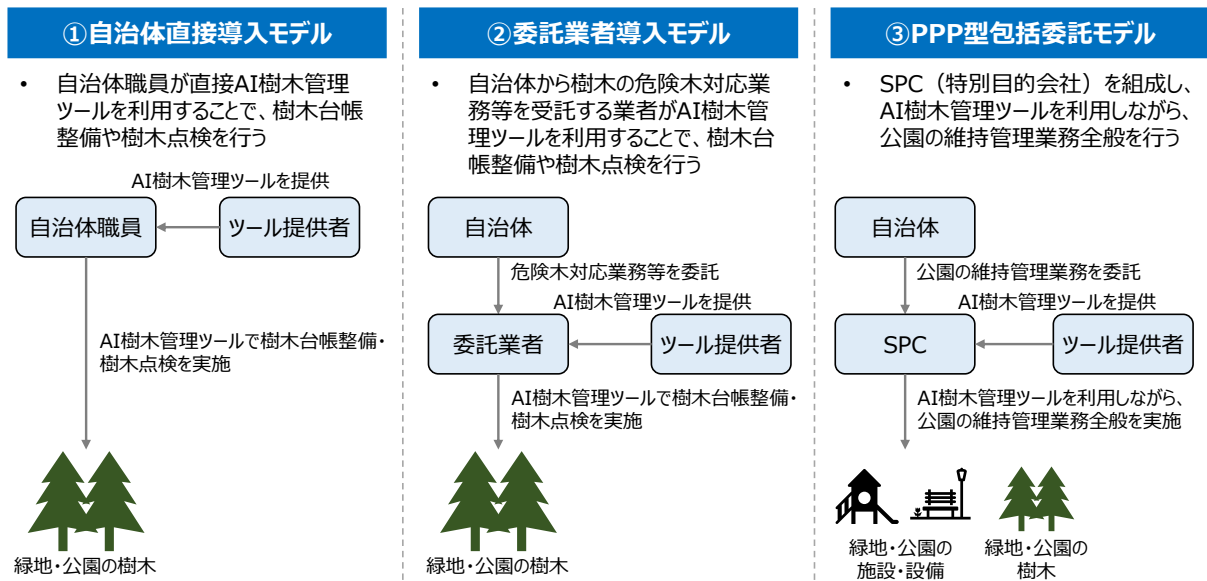 ①自治体直接導入モデル
• 自治体職員が直接AI樹木管理
ツールを利用することで、樹木台帳
整備や樹木点検を行う
AI樹木管理ツールを提供
自治体職員
ツール提供者
AI樹木管理ツールで樹木台帳整備・
樹木点検を実施
緑地・公園の樹木
②委託業者導入モデル
• 自治体から樹木の危険木対応業
務等を受託する業者がAI樹木管
理ツールを利用することで、樹木台
帳整備や樹木点検を行う
自治体
危険木対応業務等を委託
AI樹木管理ツールを提供
委託業者
ツール提供者
AI樹木管理ツールで樹木台帳整備・
樹木点検を実施
緑地・公園の樹木
③PPP型包括委託モデル
• SPC（特別目的会社）を組成し、
AI樹木管理ツールを利用しながら、
公園の維持管理業務全般を行う
自治体
公園の維持管理業務を委託
AI樹木管理ツールを提供
SPC
ツール提供者
AI樹木管理ツールを利用しながら、
公園の維持管理業務全般を実施
緑地・公園の
施設・設備
緑地・公園の
樹木